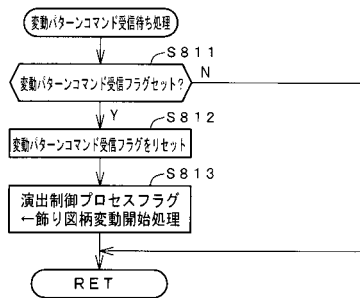 変動パターンコマンド受信待ち処理
S811
変動パターンコマンド受信フラグセット?
N
Y
S812
変動パターンコマンド受信フラグをリセット
S813
演出制御プロセスフラグ
←飾り図柄変動開始処理
RET